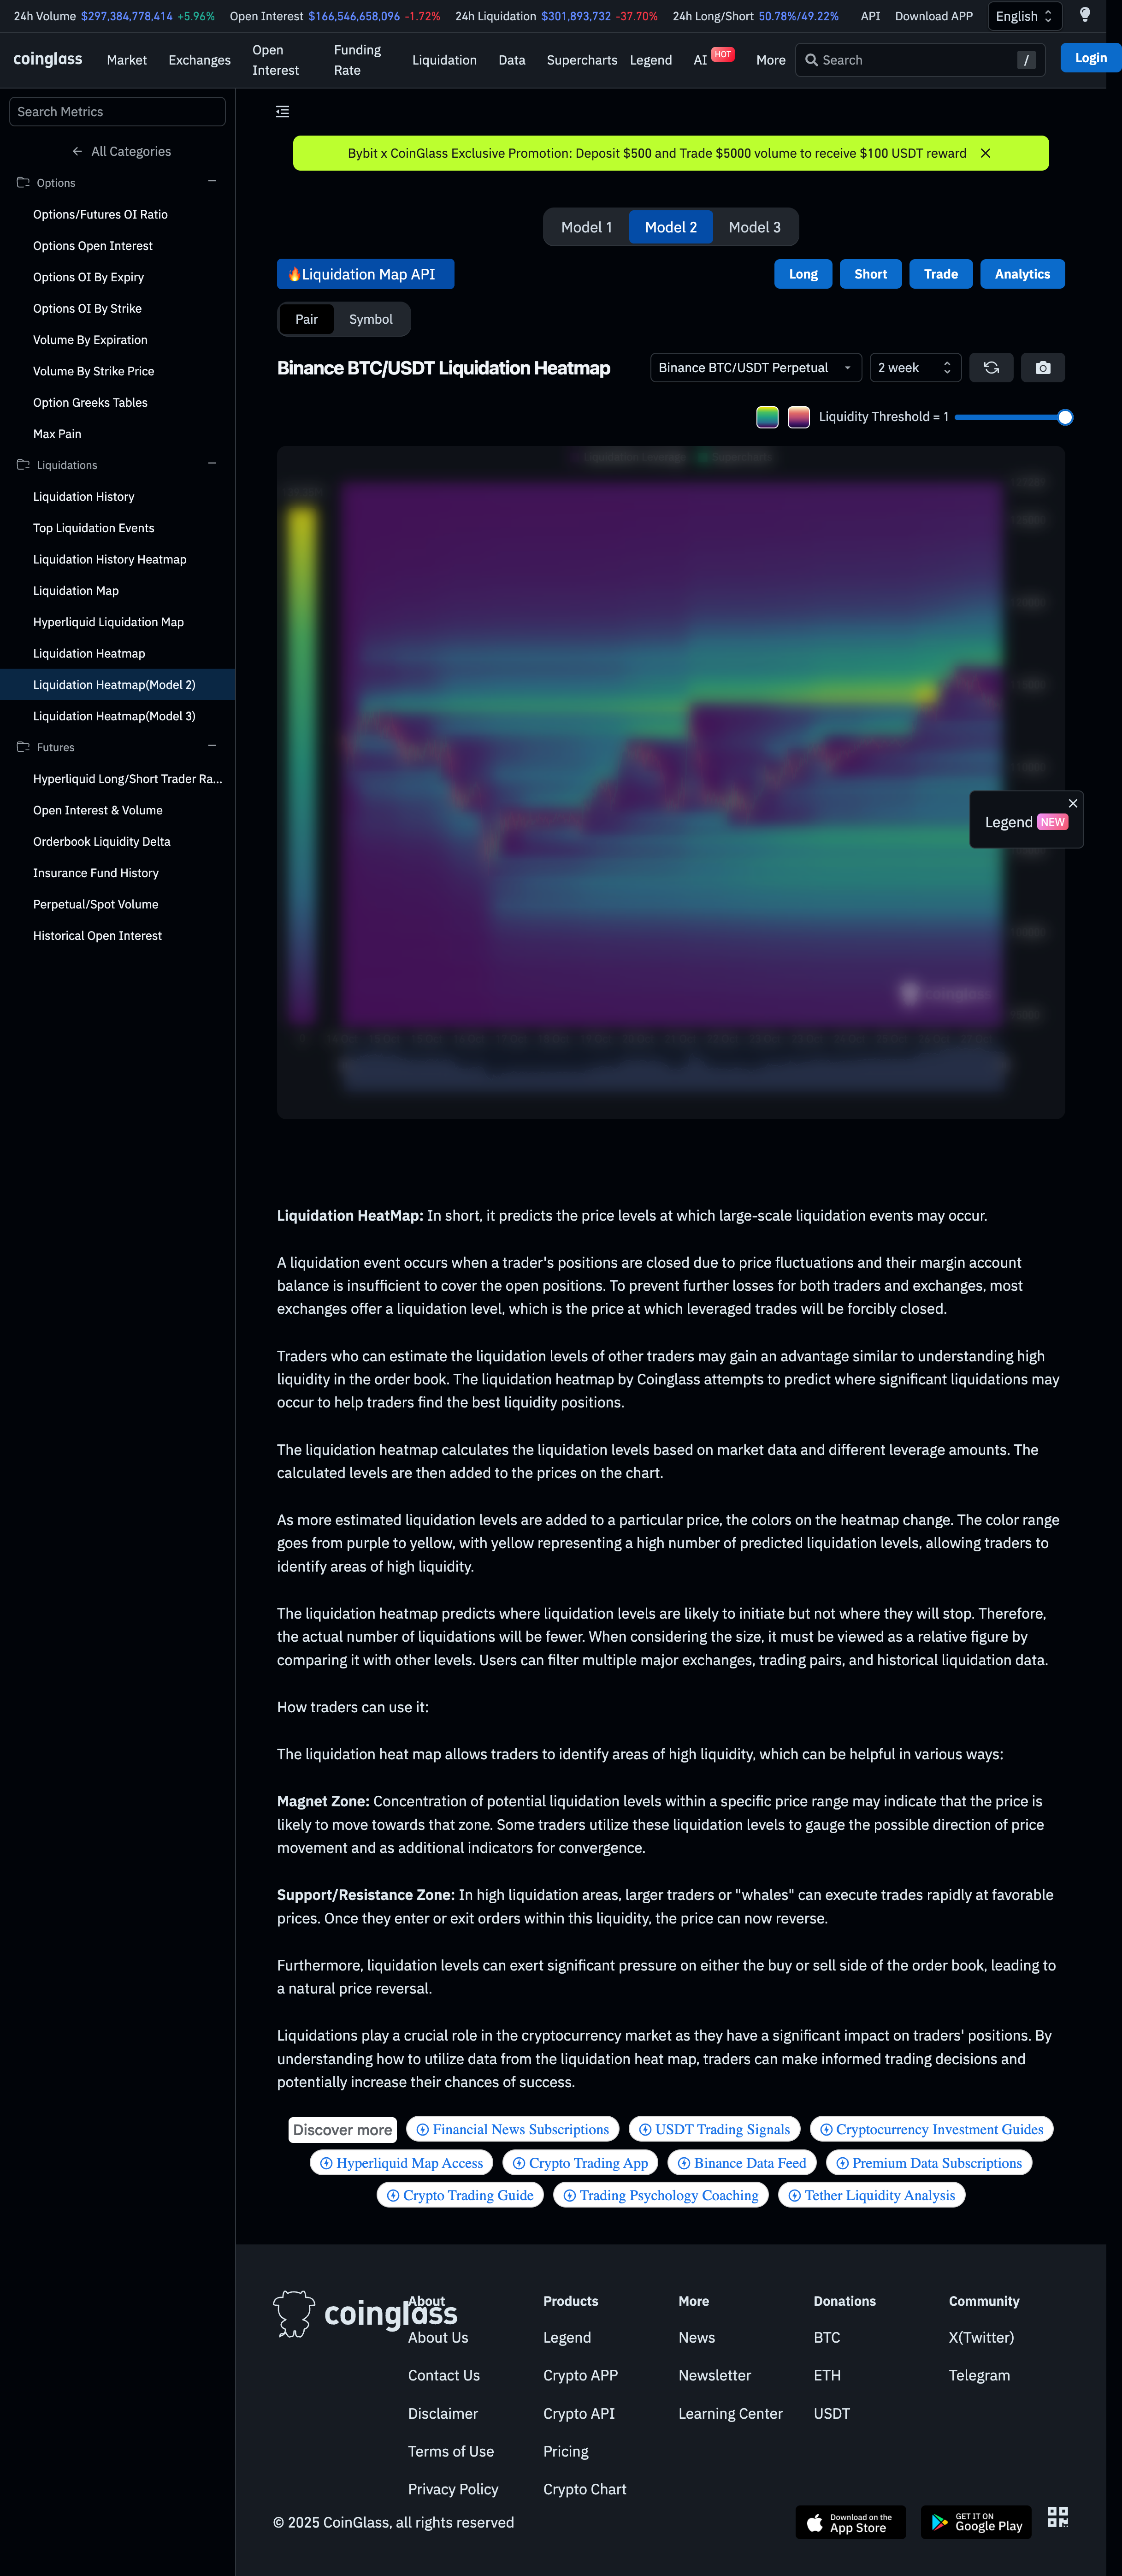 24h Volume $297,384,778,414 +5.96% Open Interest $166,546,658,096 -1.72% 24h Liquidation $301,893,732 -37.70% 24h Long/Short 50.78%/49.22% API Download APP English
coinglass Market Exchanges Open Interest Funding Rate Liquidation Data Supercharts Legend AI HOT More Search / Login
Search Metrics
All Categories
Options
Options/Futures OI Ratio
Options Open Interest
Options OI By Expiry
Options OI By Strike
Volume By Expiration
Volume By Strike Price
Option Greeks Tables
Max Pain
Liquidations
Liquidation History
Top Liquidation Events
Liquidation History Heatmap
Liquidation Map
Hyperliquid Liquidation Map
Liquidation Heatmap
Liquidation Heatmap(Model 2)
Liquidation Heatmap(Model 3)
Futures
Hyperliquid Long/Short Trader Ra...
Open Interest & Volume
Orderbook Liquidity Delta
Insurance Fund History
Perpetual/Spot Volume
Historical Open Interest
Bybit x CoinGlass Exclusive Promotion: Deposit $500 and Trade $5000 volume to receive $100 USDT reward
Model 1 Model 2 Model 3
🔥Liquidation Map API Long Short Trade Analytics
Pair Symbol
Binance BTC/USDT Liquidation Heatmap Binance BTC/USDT Perpetual 2 week
Liquidity Threshold = 1
Legend NEW
Liquidation HeatMap: In short, it predicts the price levels at which large-scale liquidation events may occur.
A liquidation event occurs when a trader's positions are closed due to price fluctuations and their margin account
balance is insufficient to cover the open positions. To prevent further losses for both traders and exchanges, most
exchanges offer a liquidation level, which is the price at which leveraged trades will be forcibly closed.
Traders who can estimate the liquidation levels of other traders may gain an advantage similar to understanding high
liquidity in the order book. The liquidation heatmap by Coinglass attempts to predict where significant liquidations may
occur to help traders find the best liquidity positions.
The liquidation heatmap calculates the liquidation levels based on market data and different leverage amounts. The
calculated levels are then added to the prices on the chart.
As more estimated liquidation levels are added to a particular price, the colors on the heatmap change. The color range
goes from purple to yellow, with yellow representing a high number of predicted liquidation levels, allowing traders to
identify areas of high liquidity.
The liquidation heatmap predicts where liquidation levels are likely to initiate but not where they will stop. Therefore,
the actual number of liquidations will be fewer. When considering the size, it must be viewed as a relative figure by
comparing it with other levels. Users can filter multiple major exchanges, trading pairs, and historical liquidation data.
How traders can use it:
The liquidation heat map allows traders to identify areas of high liquidity, which can be helpful in various ways:
Magnet Zone: Concentration of potential liquidation levels within a specific price range may indicate that the price is
likely to move towards that zone. Some traders utilize these liquidation levels to gauge the possible direction of price
movement and as additional indicators for convergence.
Support/Resistance Zone: In high liquidation areas, larger traders or "whales" can execute trades rapidly at favorable
prices. Once they enter or exit orders within this liquidity, the price can now reverse.
Furthermore, liquidation levels can exert significant pressure on either the buy or sell side of the order book, leading to
a natural price reversal.
Liquidations play a crucial role in the cryptocurrency market as they have a significant impact on traders' positions. By
understanding how to utilize data from the liquidation heat map, traders can make informed trading decisions and
potentially increase their chances of success.
Discover more Financial News Subscriptions USDT Trading Signals Cryptocurrency Investment Guides
Hyperliquid Map Access Crypto Trading App Binance Data Feed Premium Data Subscriptions
Crypto Trading Guide Trading Psychology Coaching Tether Liquidity Analysis
coinglass
About
About Us
Contact Us
Disclaimer
Terms of Use
Privacy Policy
Products
Legend
Crypto APP
Crypto API
Pricing
Crypto Chart
More
News
Newsletter
Learning Center
Donations
BTC
ETH
USDT
Community
X(Twitter)
Telegram
© 2025 CoinGlass, all rights reserved
Download on the
App Store
GET IT ON
Google Play